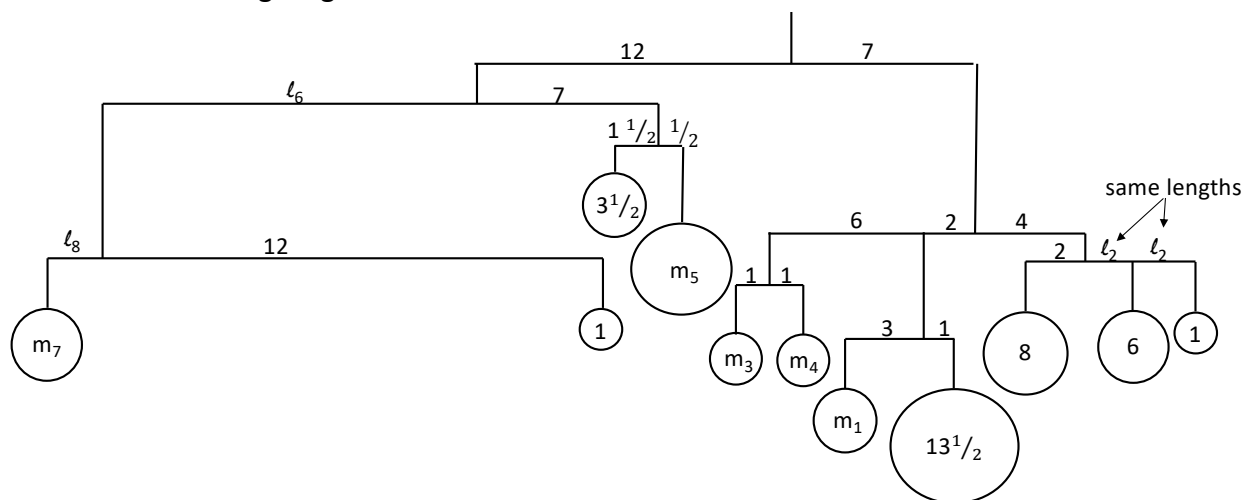 12 7
ℓ6 7
1 1/2 1/2
same lengths
3 1/2
6 2 4
ℓ8 12 2 ℓ2 ℓ2
m5 1 1
m7 1 3 1 8 6 1
m3 m4
m1 13 1/2